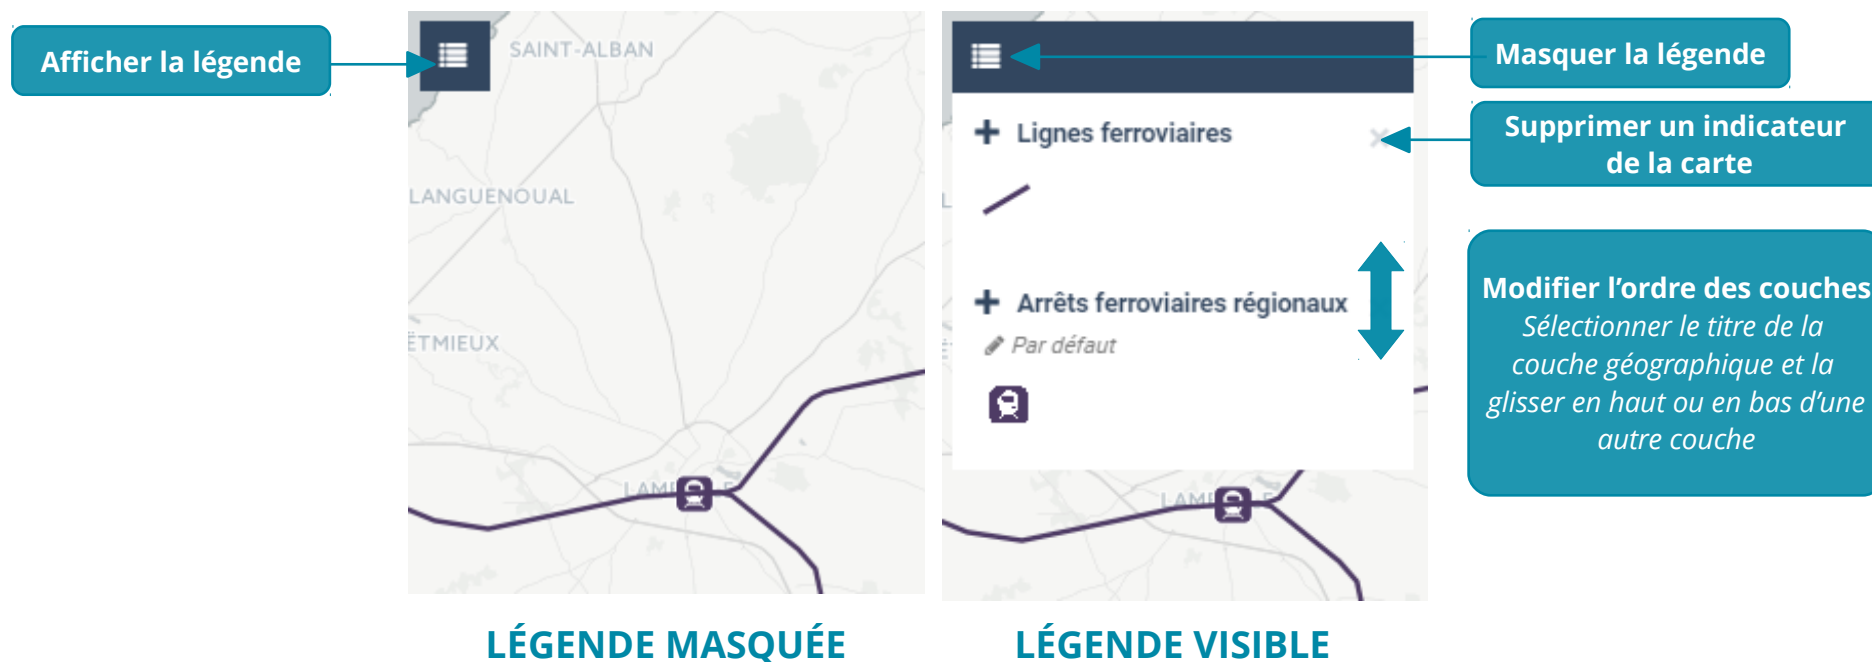 Afficher la légende
SAINT-ALBAN
LANGUENOUAL
ËTMIEUX
LÉGENDE MASQUÉE
Lignes ferroviaires
Arrêts ferroviaires régionaux
Par défaut
LÉGENDE VISIBLE
Masquer la légende
Supprimer un indicateur
de la carte
Modifier l’ordre des couches
Sélectionner le titre de la
couche géographique et la
glisser en haut ou en bas d’une
autre couche